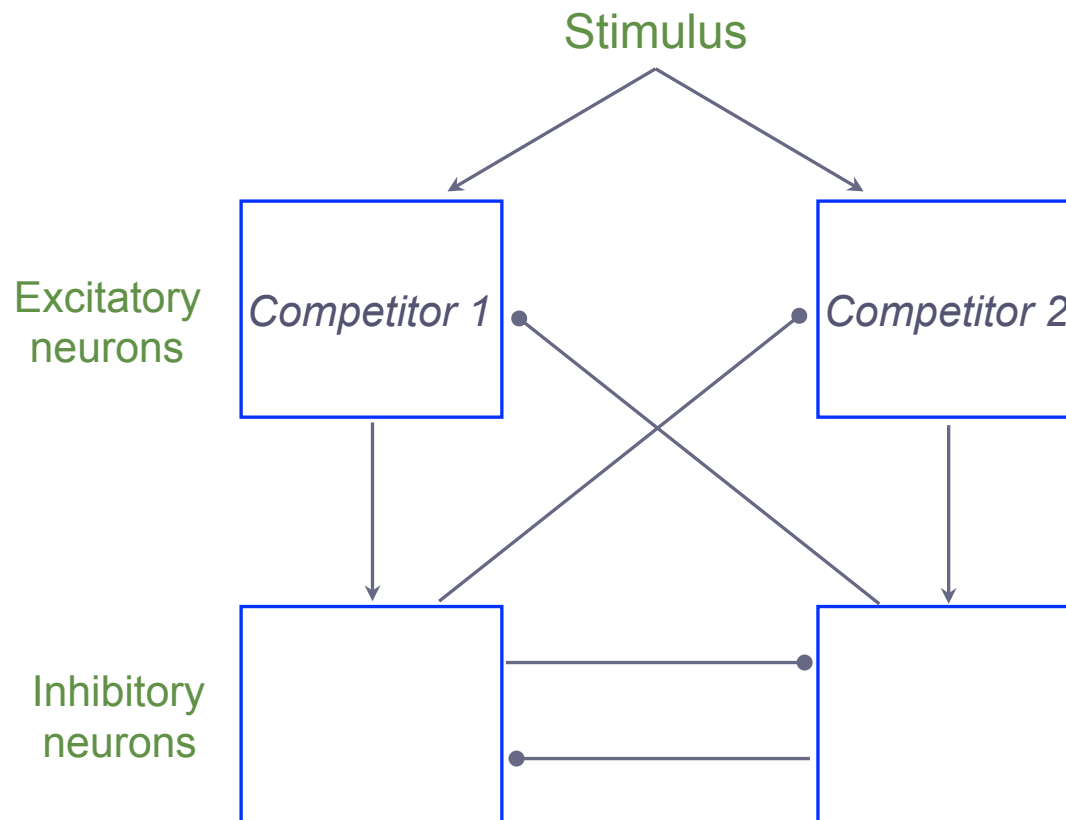 Stimulus
Excitatory
neurons
Competitor 1
Competitor 2
Inhibitory
neurons